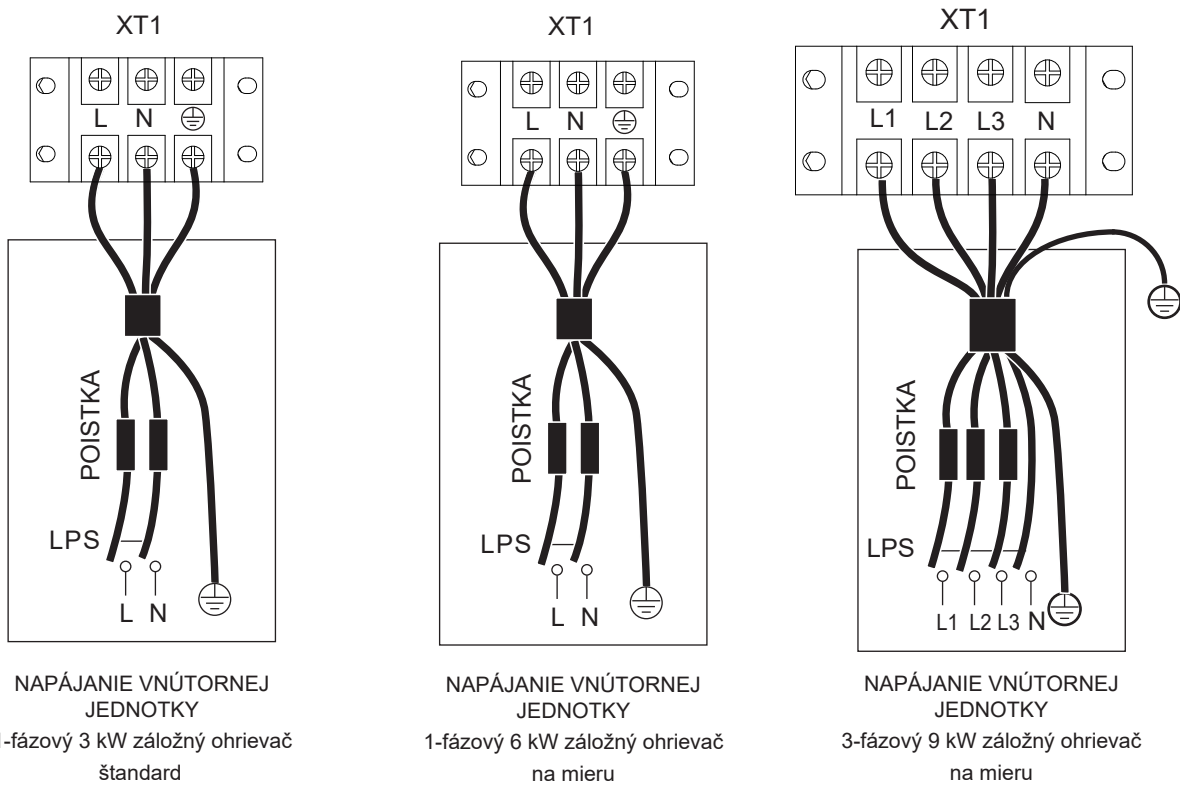 XT1
L N
POISTKA
LPS
L N
NAPÁJANIE VNÚTORNEJ
JEDNOTKY
1-fázový 3 kW záložný ohrievač
štandard
XT1
L N
POISTKA
LPS
L N
NAPÁJANIE VNÚTORNEJ
JEDNOTKY
1-fázový 6 kW záložný ohrievač
na mieru
XT1
L1 L2 L3 N
POISTKA
LPS
L1 L2 L3 N
NAPÁJANIE VNÚTORNEJ
JEDNOTKY
3-fázový 9 kW záložný ohrievač
na mieru